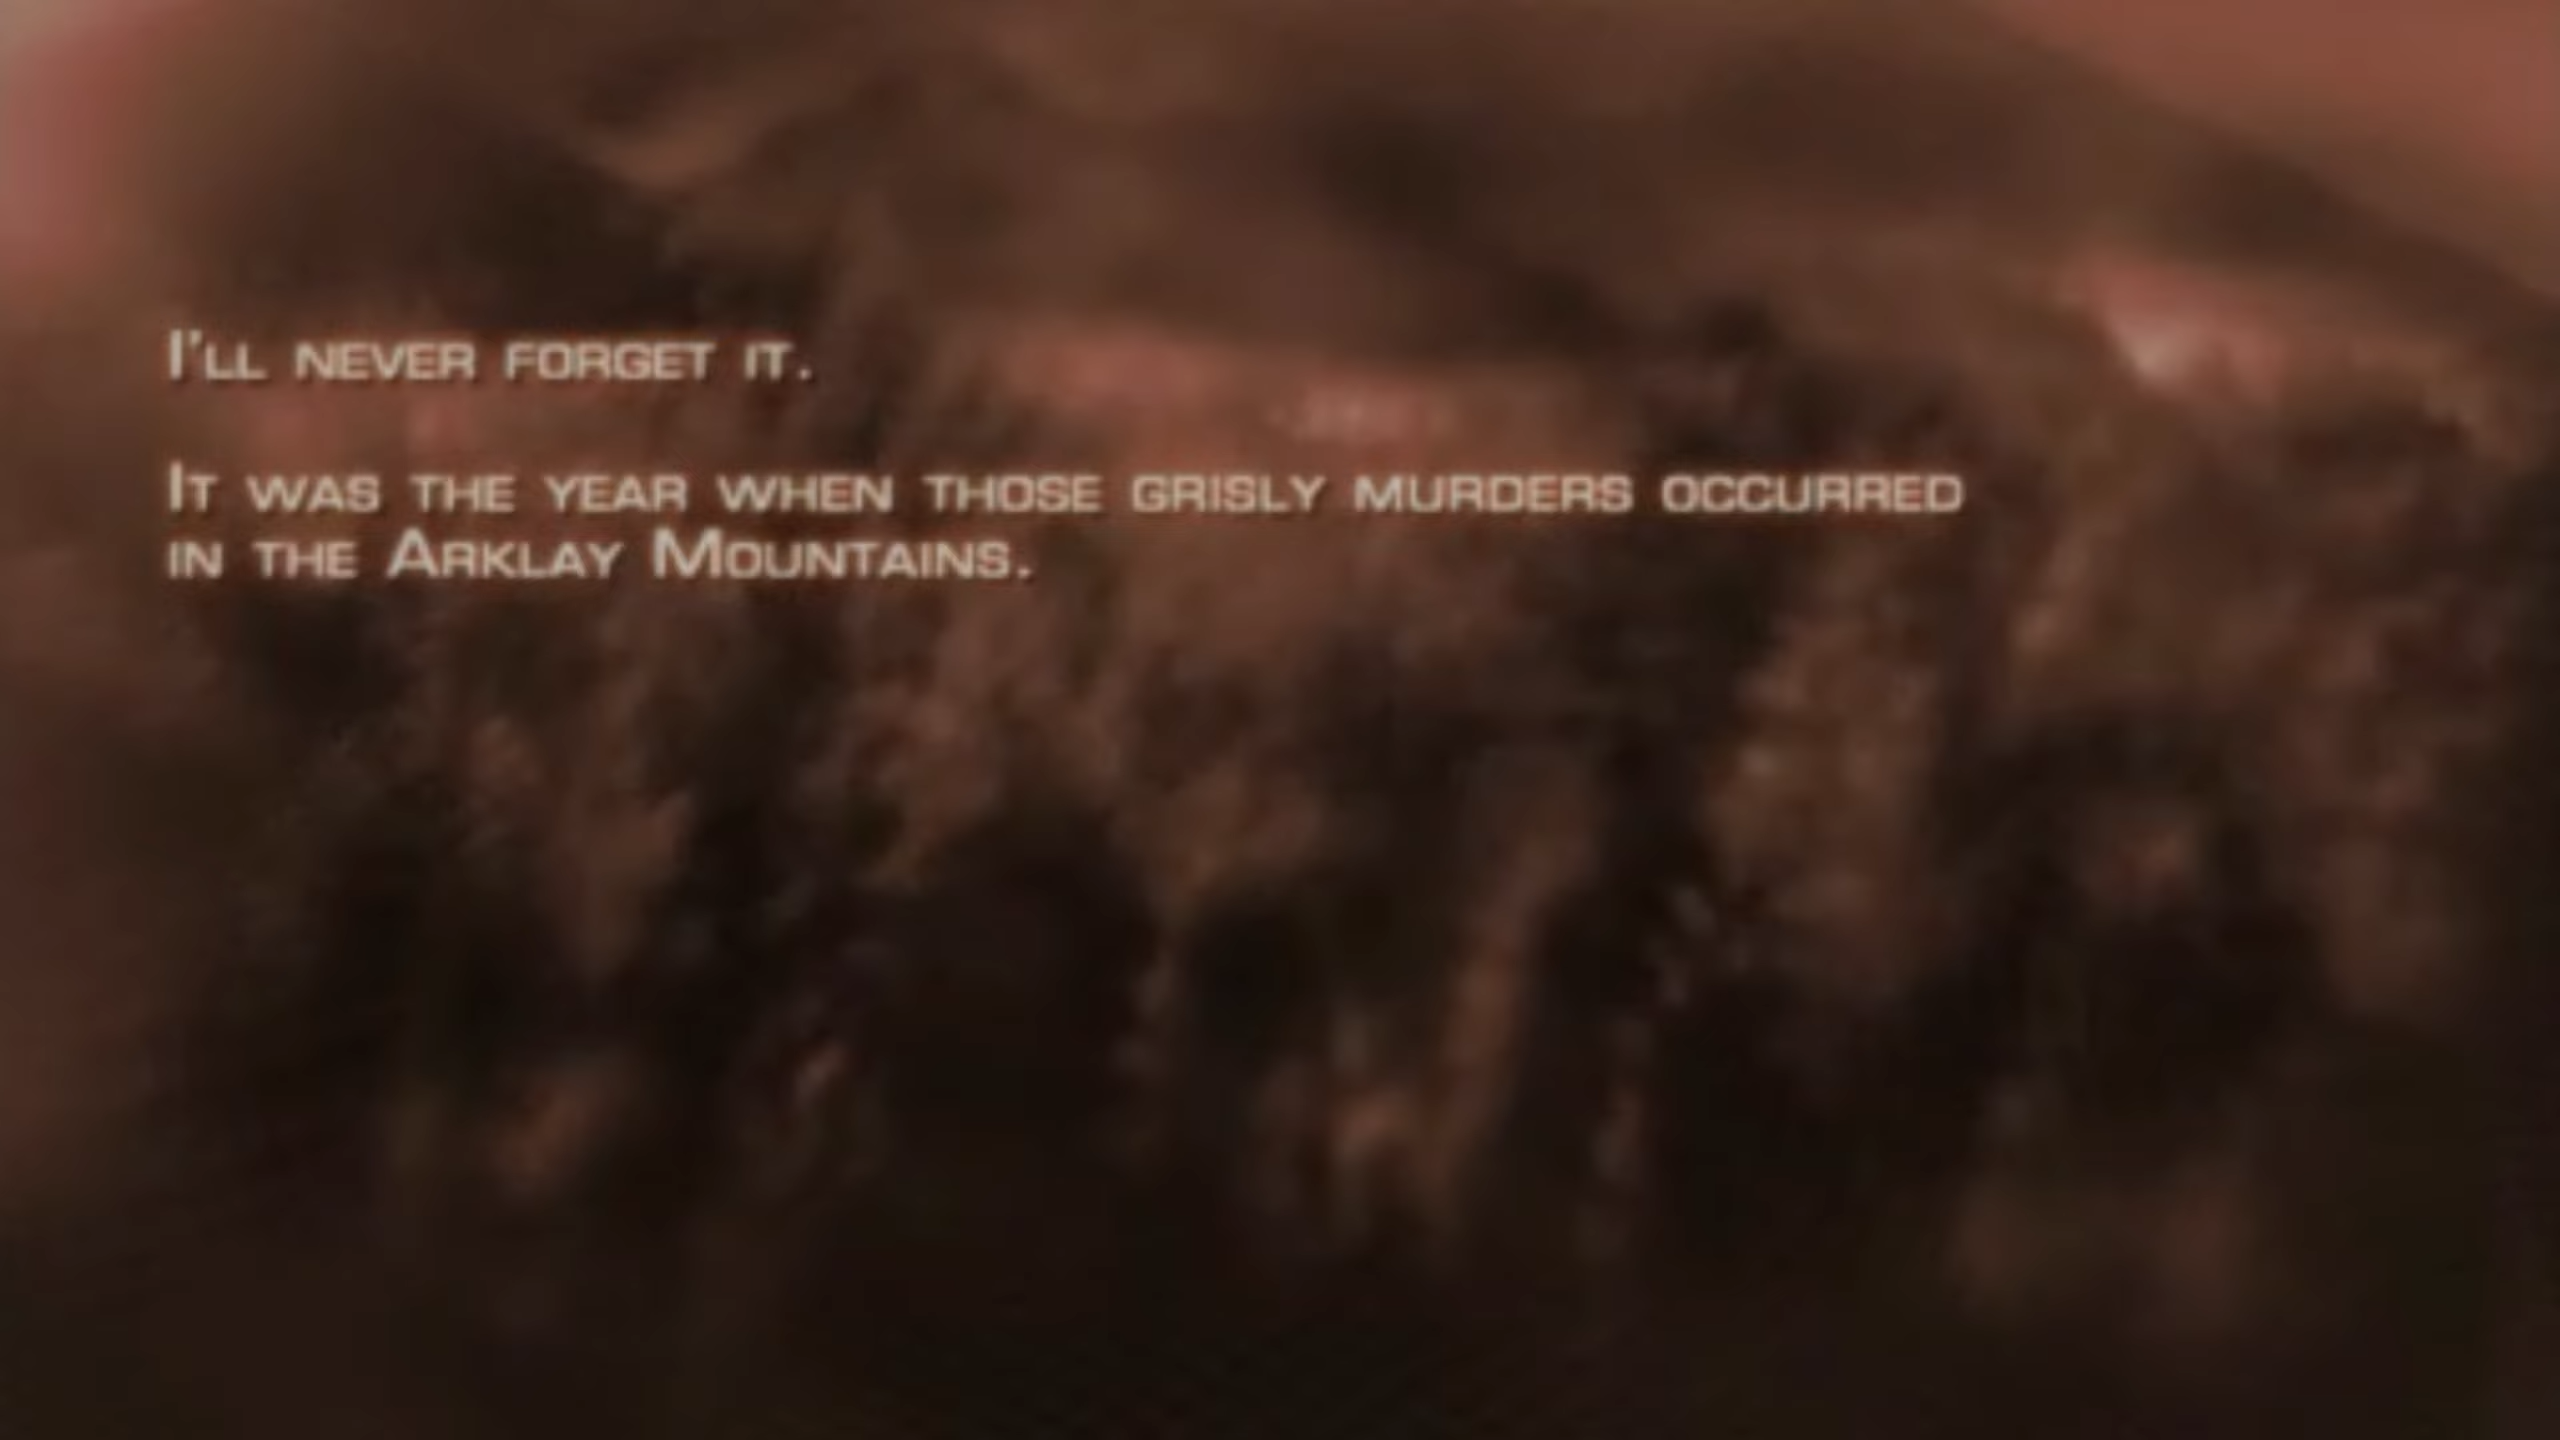 I'll never forget it.
It was the year when those grisly murders occurred
in the Arklay Mountains.